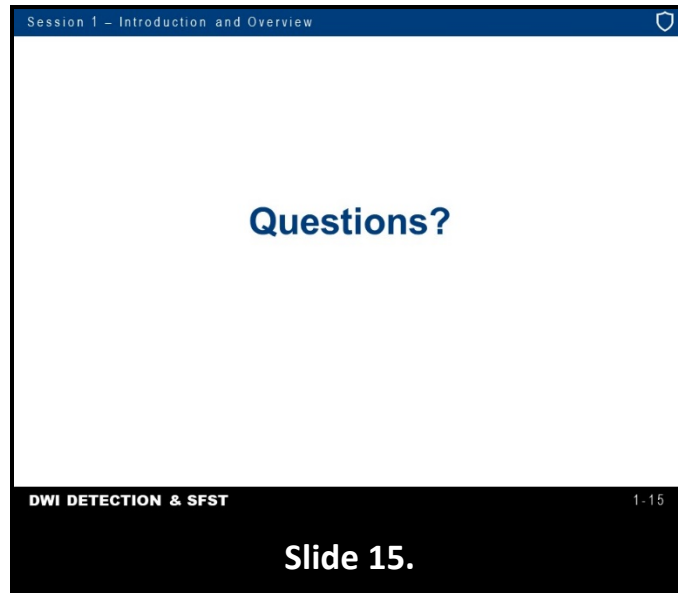 Session 1 – Introduction and Overview
Questions?
DWI DETECTION & SFST
1-15
Slide 15.